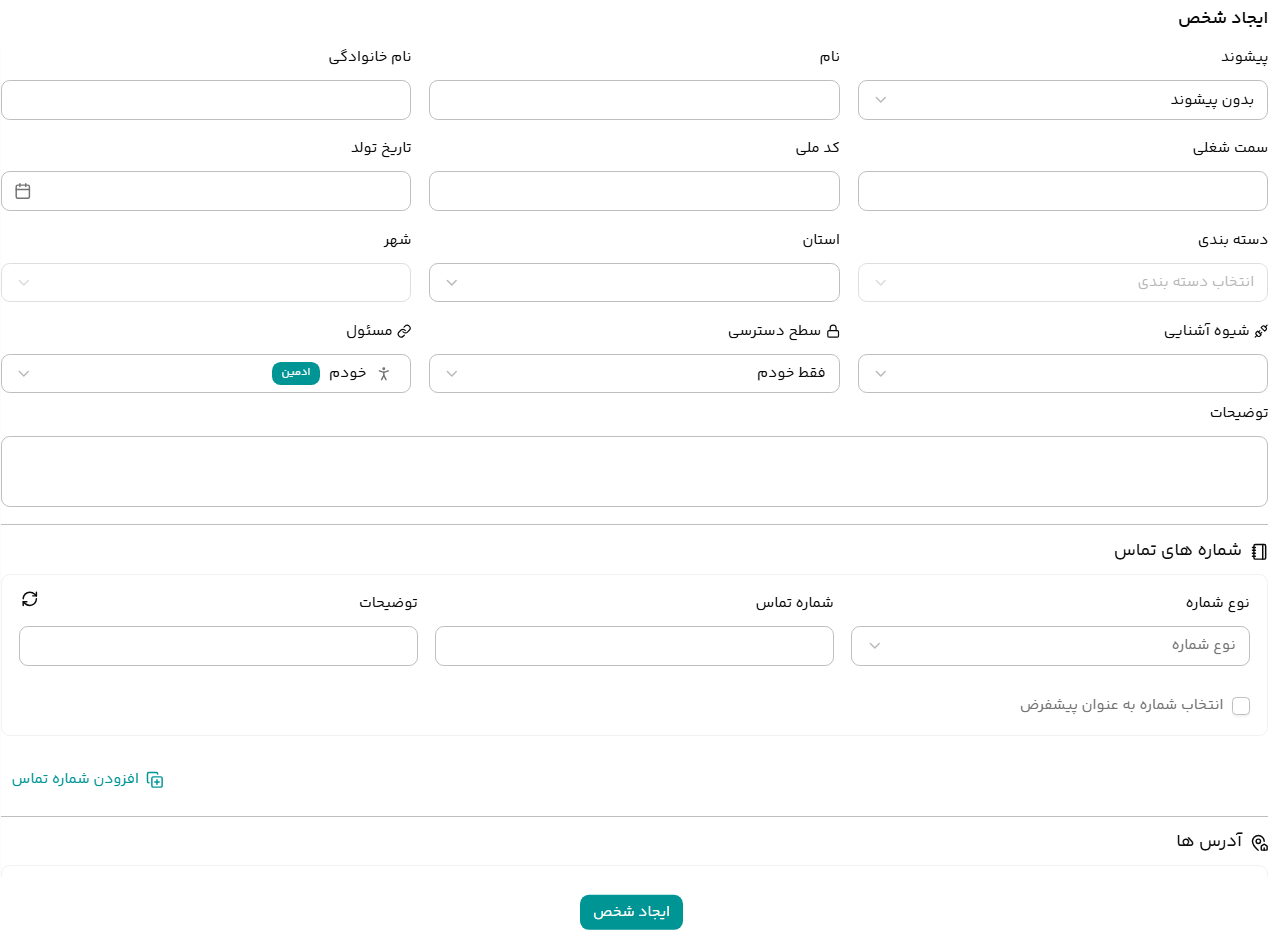 ایجاد شخص
پیشوند نام نام خانوادگی
بدون پیشوند
سمت شغلی کد ملی تاریخ تولد
دسته بندی استان شهر
انتخاب دسته بندی
شیوه آشنایی سطح دسترسی مسئول
فقط خودم خودم ادمین
توضیحات
شماره های تماس
نوع شماره شماره تماس توضیحات
نوع شماره
انتخاب شماره به عنوان پیشفرض
افزودن شماره تماس
آدرس ها
ایجاد شخص